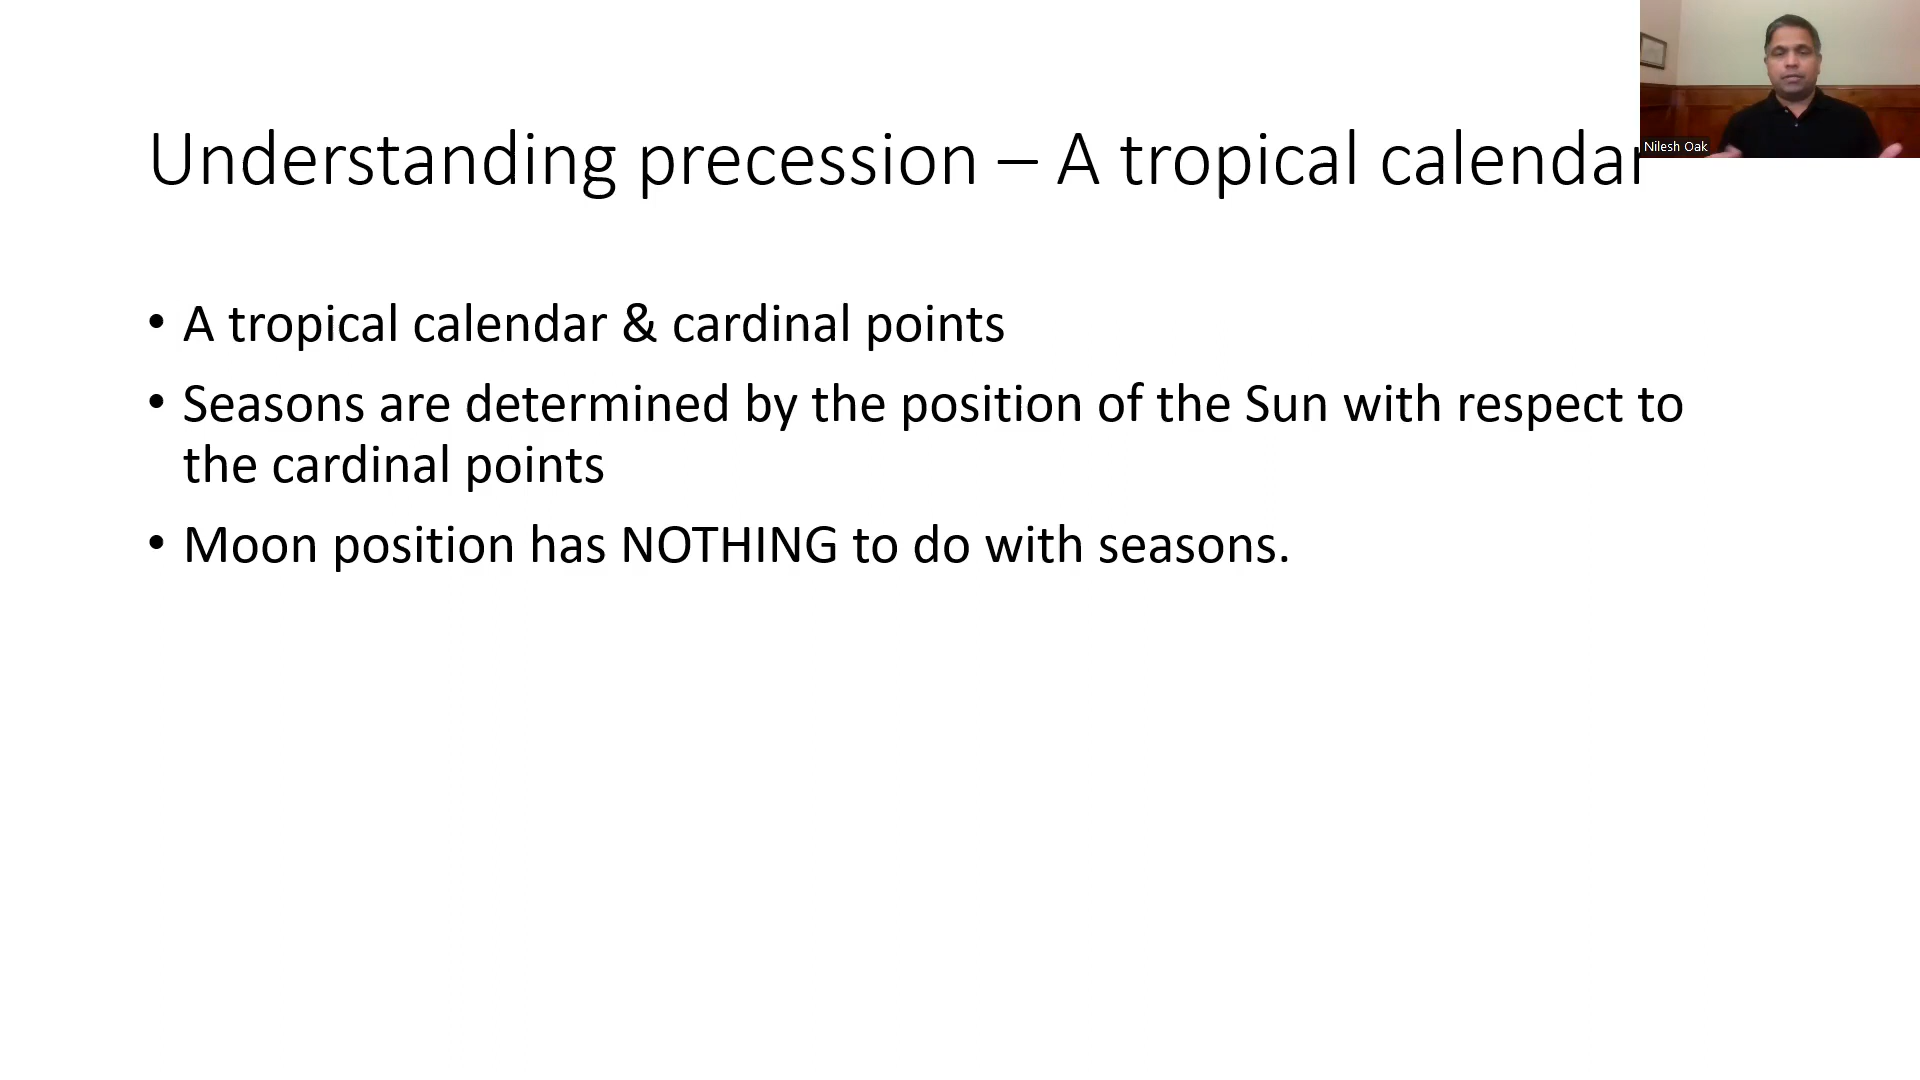 Understanding precession – A tropical calendar
Nilesh Oak
• A tropical calendar & cardinal points
• Seasons are determined by the position of the Sun with respect to
the cardinal points
• Moon position has NOTHING to do with seasons.